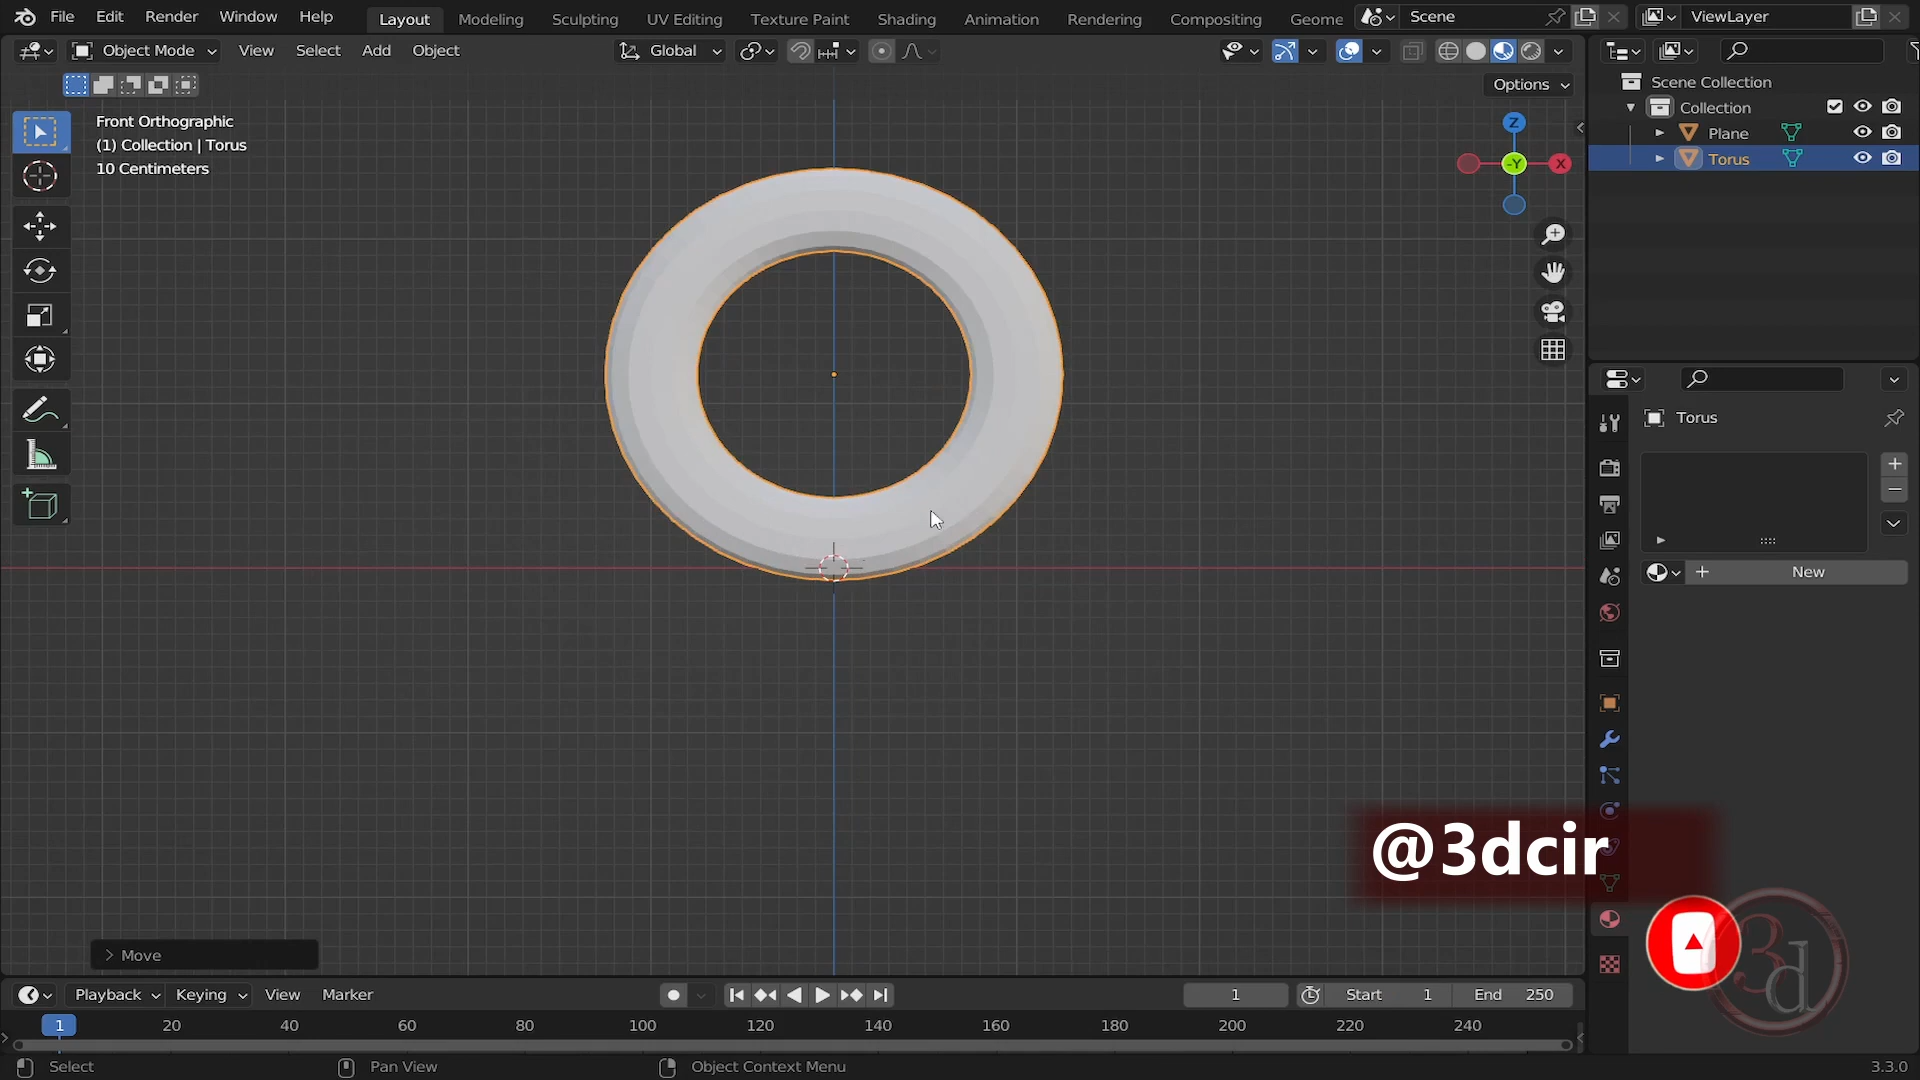 File Edit Render Window Help Layout Modeling Sculpting UV Editing Texture Paint Shading Animation Rendering Compositing Geome Scene ViewLayer
Object Mode View Select Add Object Global
Options
Front Orthographic
(1) Collection | Torus
10 Centimeters
Z
-Y
X
Scene Collection
Collection
Plane
Torus
Torus
New
@3dcir
3d
Move
Playback Keying View Marker 1 Start 1 End 250
1 20 40 60 80 100 120 140 160 180 200 220 240
Select Pan View Object Context Menu 3.3.0